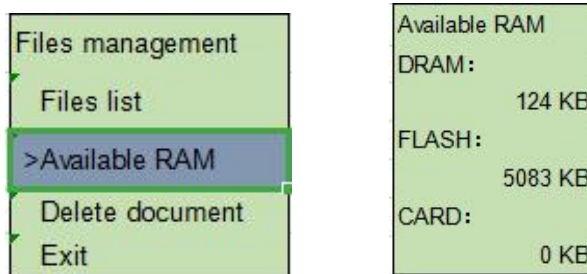 Files management
Files list
>Available RAM
Delete document
Exit
Available RAM
DRAM：
124 KB
FLASH：
5083 KB
CARD：
0 KB